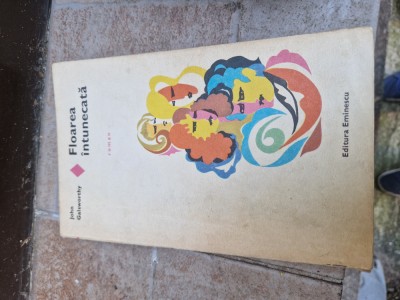 John
Galsworthy
Floarea
întunecată
roman
Editura Eminescu